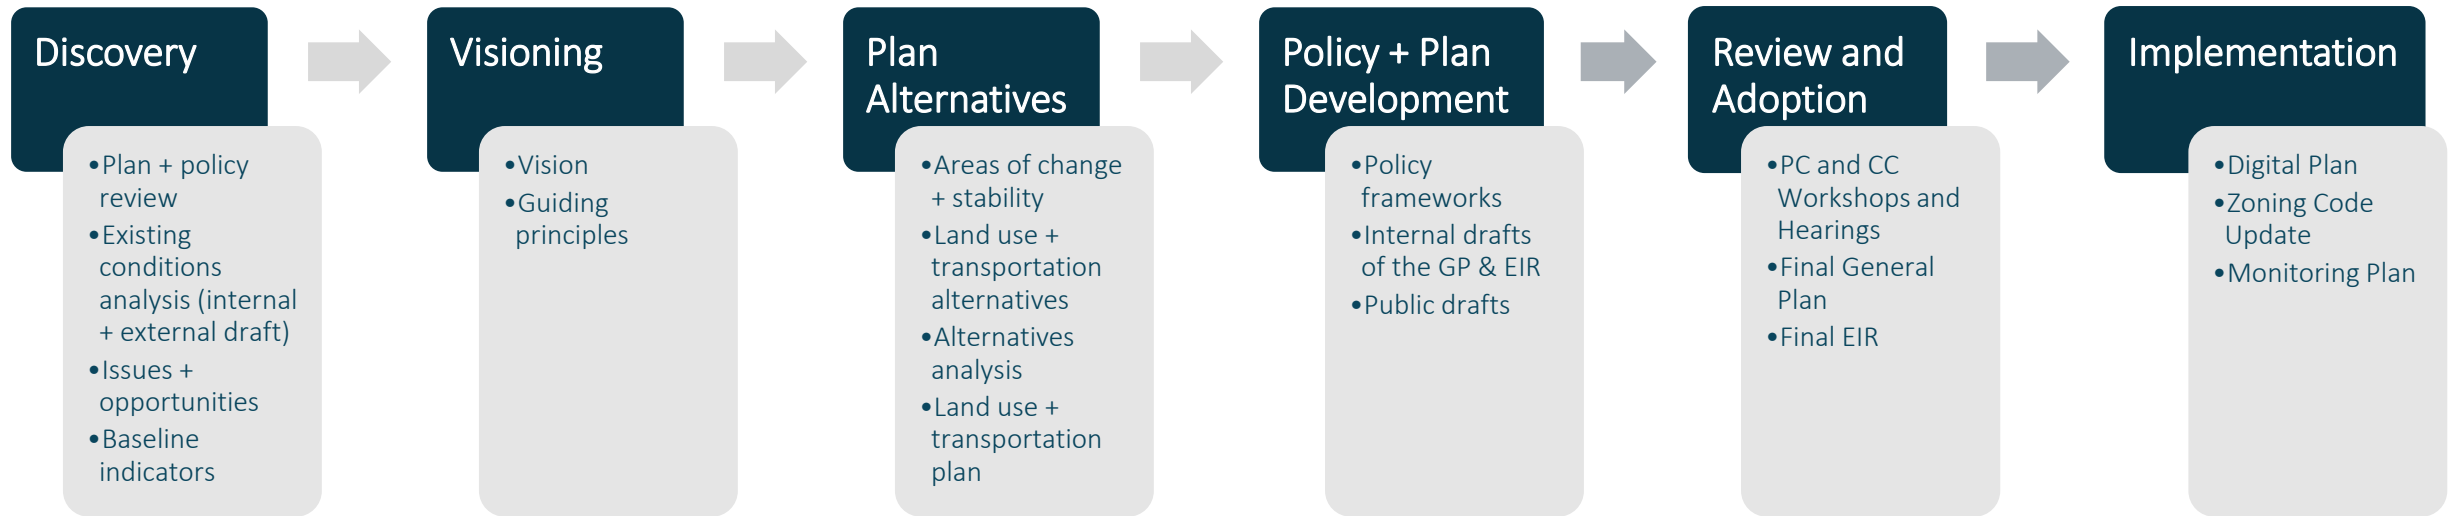 Discovery
•Plan + policy
review
•Existing
conditions
analysis (internal
+ external draft)
•Issues +
opportunities
•Baseline
indicators
Visioning
•Vision
•Guiding
principles
Plan
Alternatives
•Areas of change
+ stability
•Land use +
transportation
alternatives
•Alternatives
analysis
•Land use +
transportation
plan
Policy + Plan
Development
•Policy
frameworks
•Internal drafts
of the GP & EIR
•Public drafts
Review and
Adoption
•PC and CC
Workshops and
Hearings
•Final General
Plan
•Final EIR
Implementation
•Digital Plan
•Zoning Code
Update
•Monitoring Plan